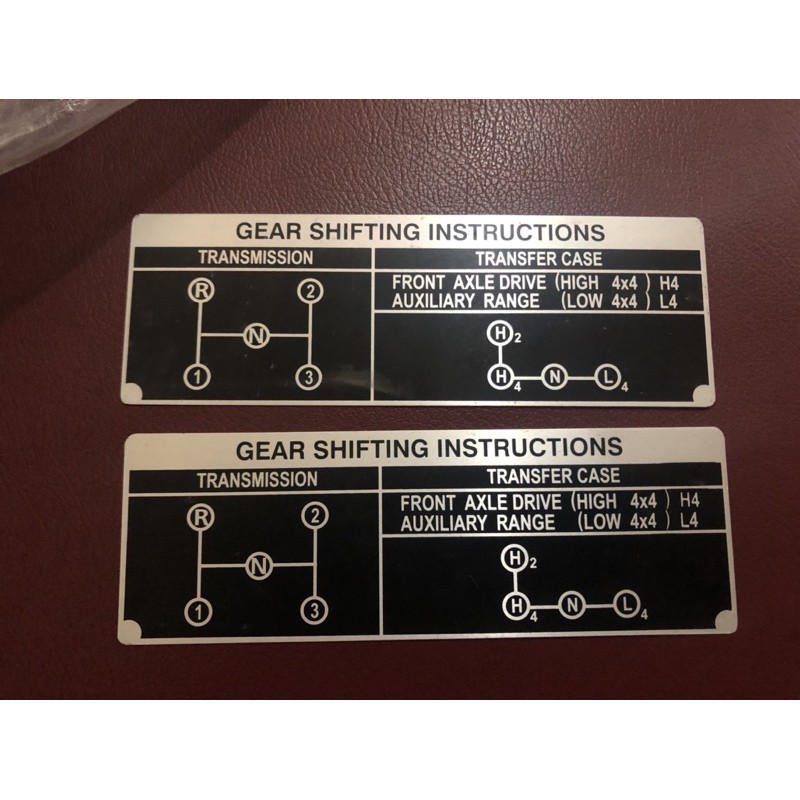 GEAR SHIFTING INSTRUCTIONS
TRANSMISSION
R 2
N
1 3
TRANSFER CASE
FRONT AXLE DRIVE (HIGH 4x4) H4
AUXILIARY RANGE (LOW 4x4) L4
H2
H4 N L4
GEAR SHIFTING INSTRUCTIONS
TRANSMISSION
R 2
N
1 3
TRANSFER CASE
FRONT AXLE DRIVE (HIGH 4x4) H4
AUXILIARY RANGE (LOW 4x4) L4
H2
H4 N L4